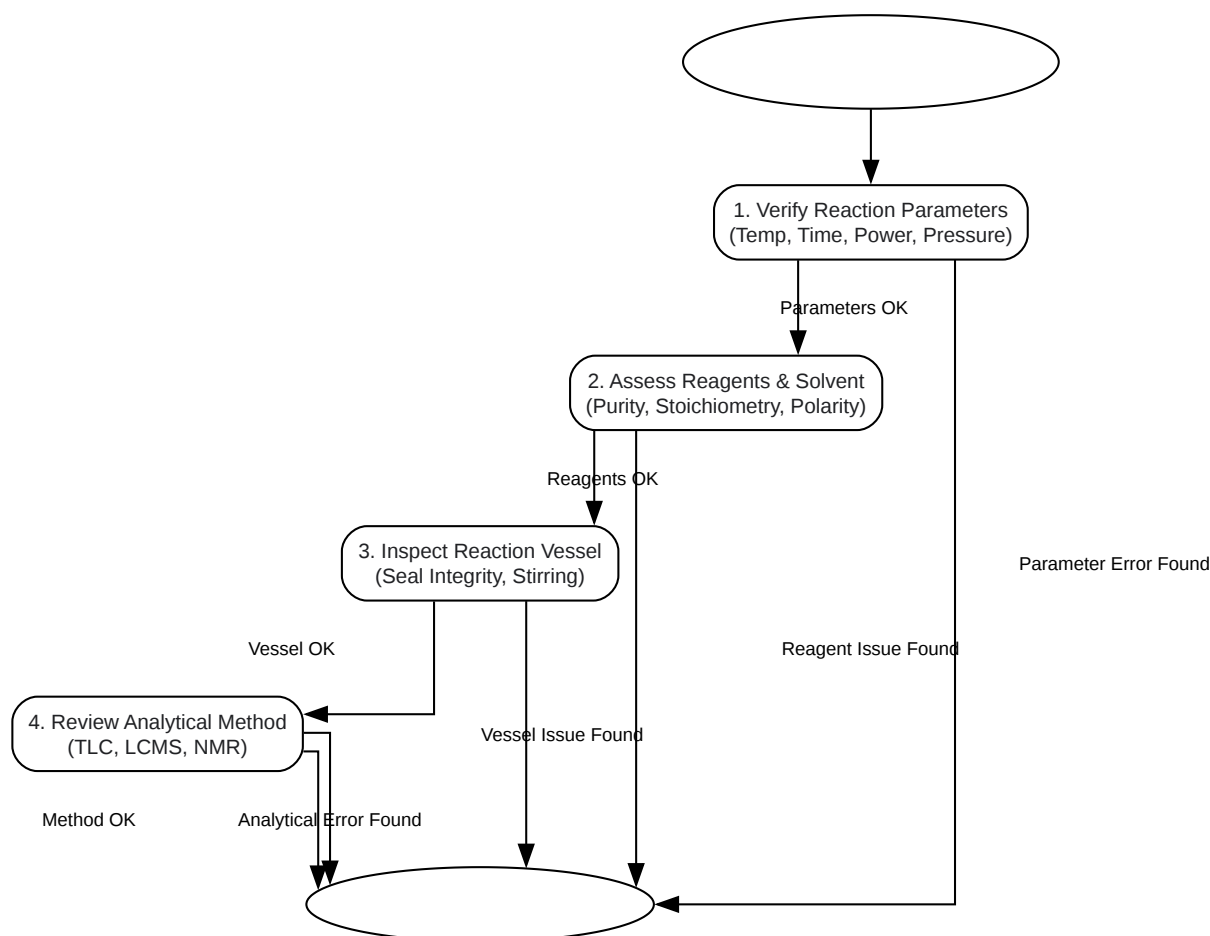 1. Verify Reaction Parameters
(Temp, Time, Power, Pressure)
Parameters OK
2. Assess Reagents & Solvent
(Purity, Stoichiometry, Polarity)
Reagents OK
3. Inspect Reaction Vessel
(Seal Integrity, Stirring)
Parameter Error Found
Vessel OK
Reagent Issue Found
4. Review Analytical Method
(TLC, LCMS, NMR)
Vessel Issue Found
Method OK
Analytical Error Found